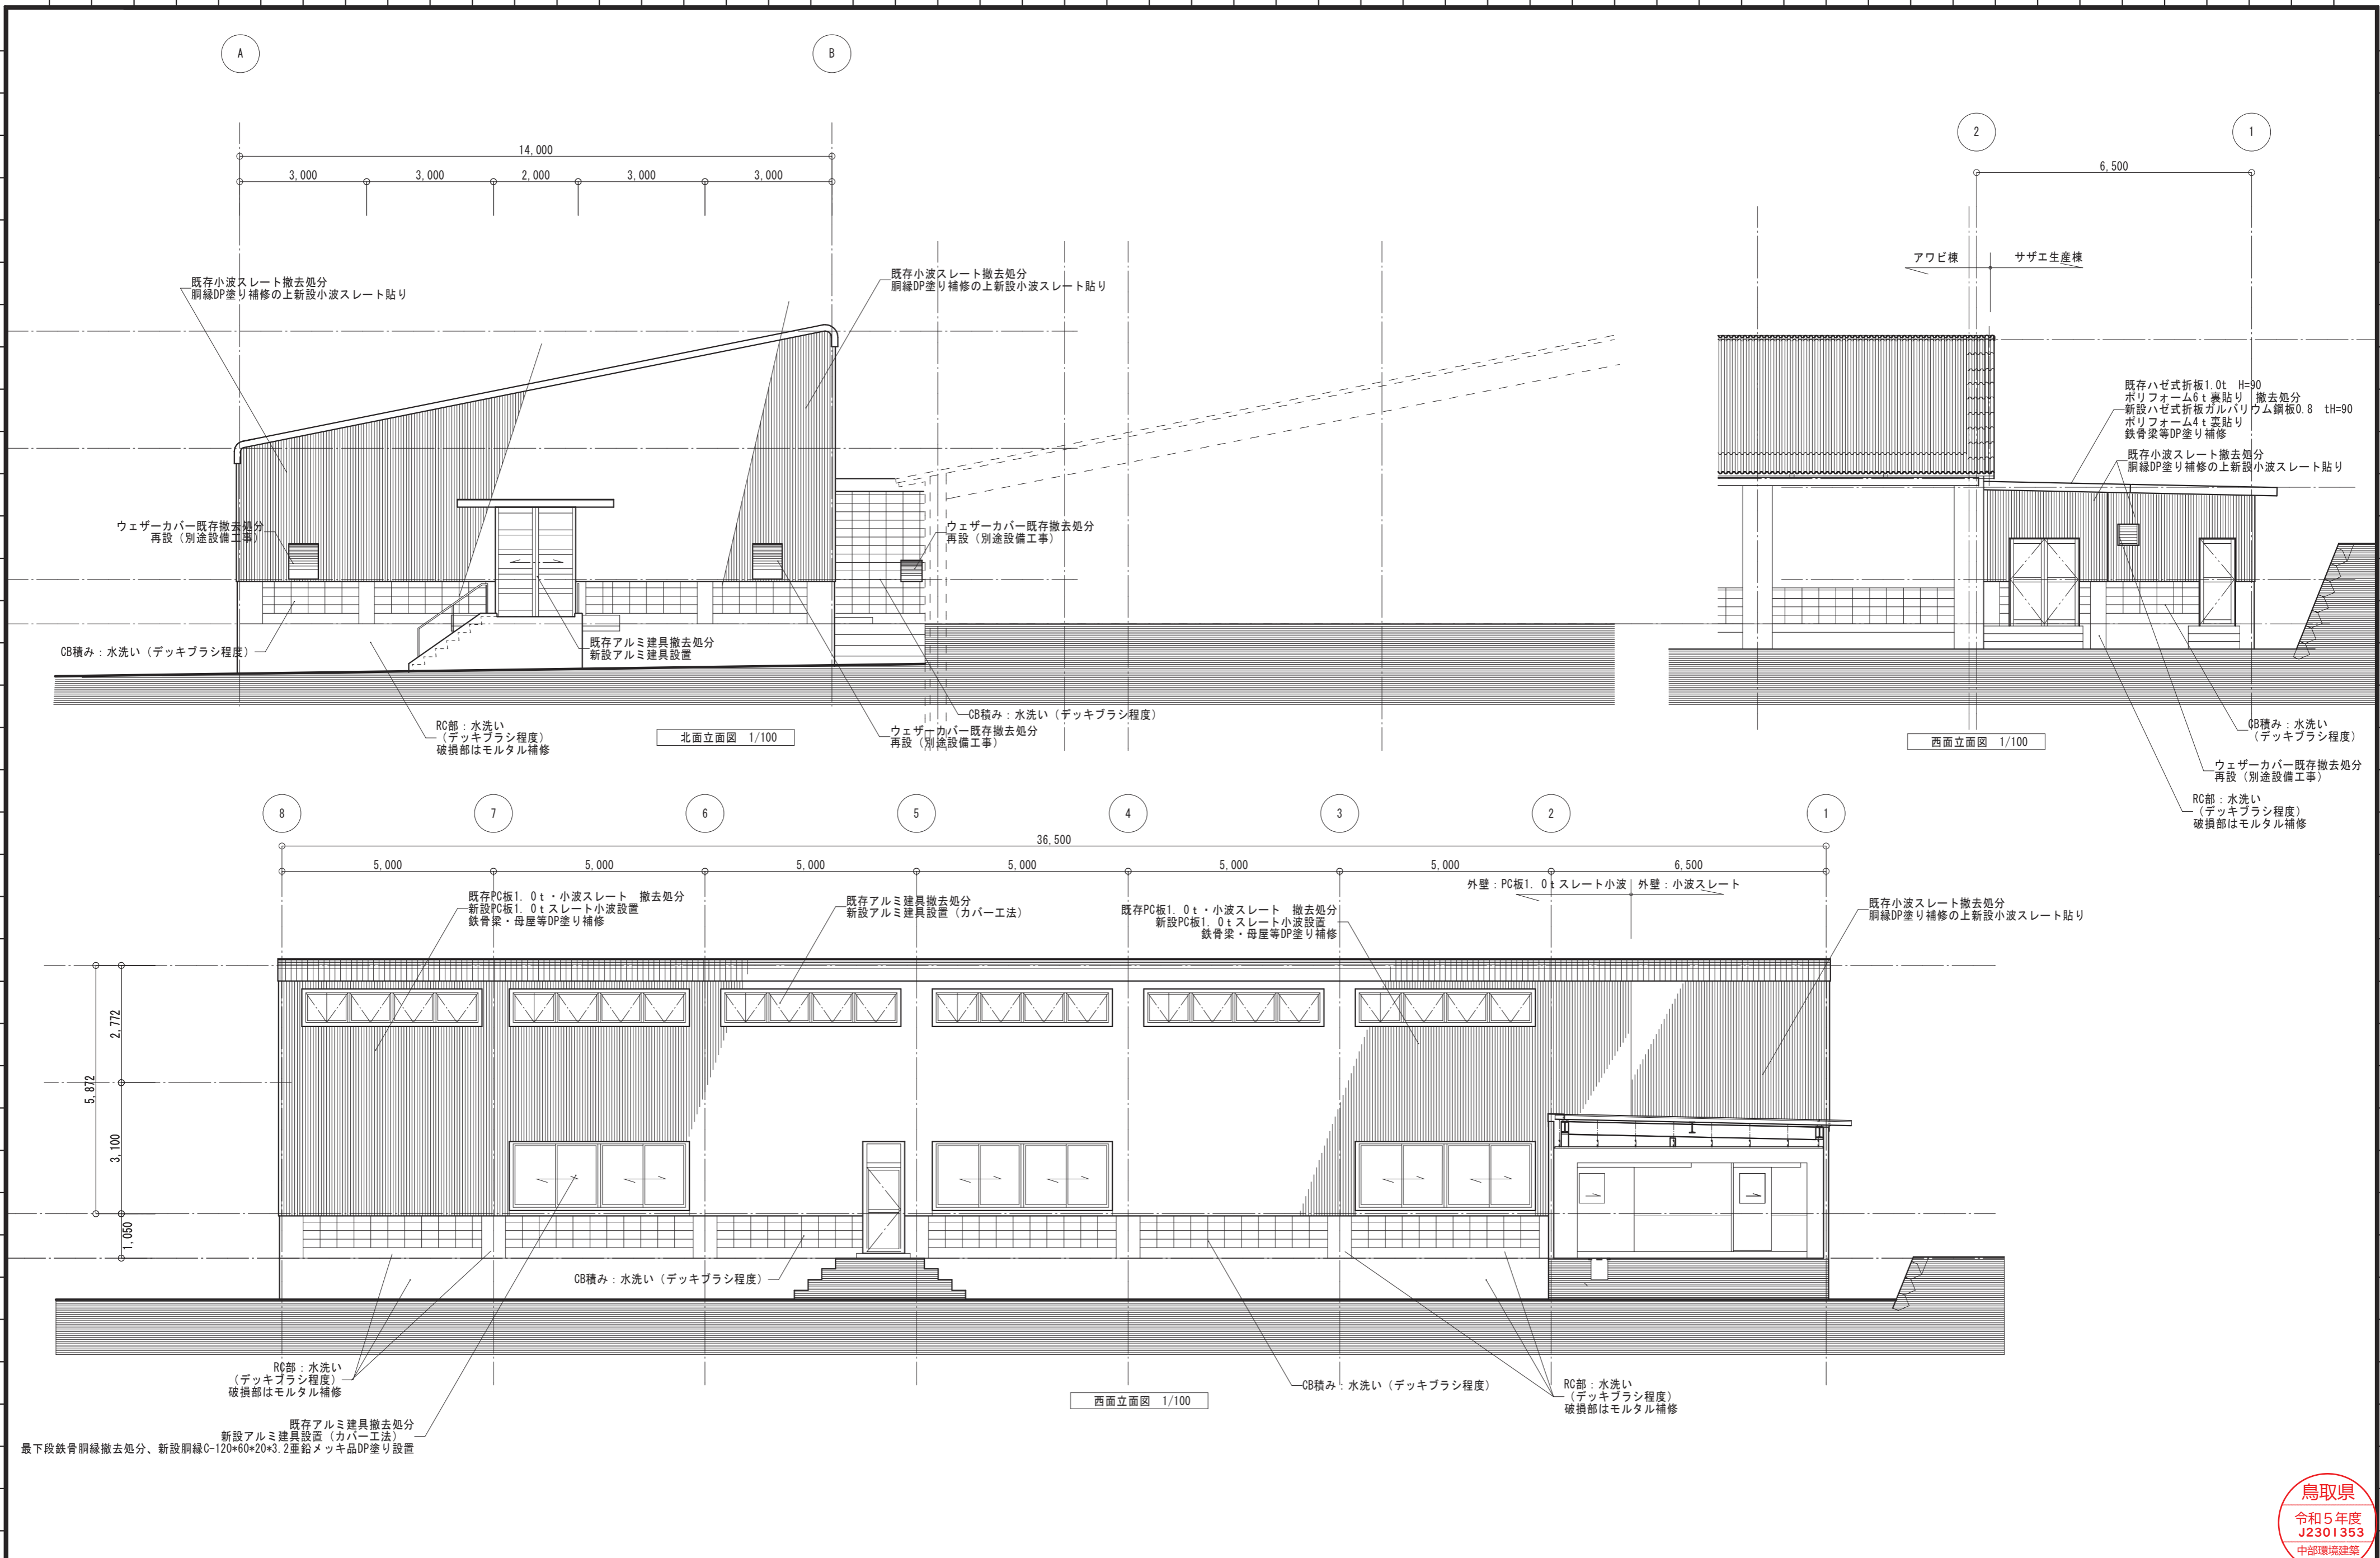 A
B
14,000
3,000
3,000
2,000
3,000
3,000
既存小波スレート撤去処分
胴縁DP塗り補修の上新設小波スレート貼り
既存小波スレート撤去処分
胴縁DP塗り補修の上新設小波スレート貼り
ウェザーカバー既存撤去処分
再設（別途設備工事）
ウェザーカバー既存撤去処分
再設（別途設備工事）
CB積み：水洗い（デッキブラシ程度）
既存アルミ建具撤去処分
新設アルミ建具設置
RC部：水洗い
（デッキブラシ程度）
破損部はモルタル補修
CB積み：水洗い（デッキブラシ程度）
ウェザーカバー既存撤去処分
再設（別途設備工事）
北面立面図 1/100
2
1
6,500
アワビ棟
サザエ生産棟
既存ハゼ式折板1.0t H=90
ポリフォーム6ｔ裏貼り 撤去処分
新設ハゼ式折板ガルバリウム鋼板0.8 tH=90
ポリフォーム4ｔ裏貼り
鉄骨梁等DP塗り補修
既存小波スレート撤去処分
胴縁DP塗り補修の上新設小波スレート貼り
CB積み：水洗い
（デッキブラシ程度）
ウェザーカバー既存撤去処分
再設（別途設備工事）
RC部：水洗い
（デッキブラシ程度）
破損部はモルタル補修
西面立面図 1/100
8
7
6
5
4
3
2
1
36,500
5,000
5,000
5,000
5,000
5,000
5,000
6,500
既存PC板1.0ｔ・小波スレート 撤去処分
新設PC板1.0ｔスレート小波設置
鉄骨梁・母屋等DP塗り補修
既存アルミ建具撤去処分
新設アルミ建具設置（カバー工法）
既存PC板1.0ｔ・小波スレート 撤去処分
新設PC板1.0ｔスレート小波設置
鉄骨梁・母屋等DP塗り補修
外壁：PC板1.0ｔスレート小波
外壁：小波スレート
既存小波スレート撤去処分
胴縁DP塗り補修の上新設小波スレート貼り
2,772
5,872
3,100
1,050
CB積み：水洗い（デッキブラシ程度）
RC部：水洗い
（デッキブラシ程度）
破損部はモルタル補修
既存アルミ建具撤去処分
新設アルミ建具設置（カバー工法）
最下段鉄骨胴縁撤去処分、新設胴縁C-120*60*20*3.2亜鉛メッキ品DP塗り設置
CB積み：水洗い（デッキブラシ程度）
RC部：水洗い
（デッキブラシ程度）
破損部はモルタル補修
西面立面図 1/100
鳥取県
令和５年度
J2301353
中部環境建築